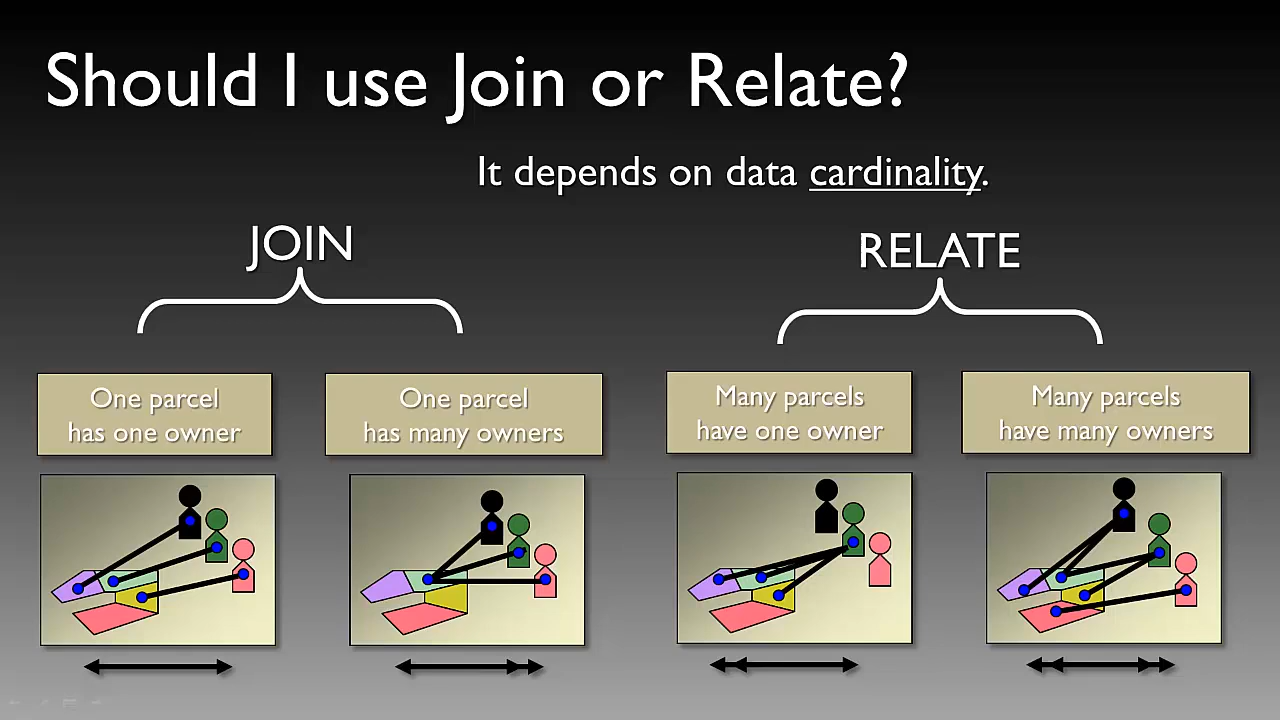 Should I use Join or Relate?
It depends on data cardinality.
JOIN
RELATE
One parcel
has one owner
One parcel
has many owners
Many parcels
have one owner
Many parcels
have many owners